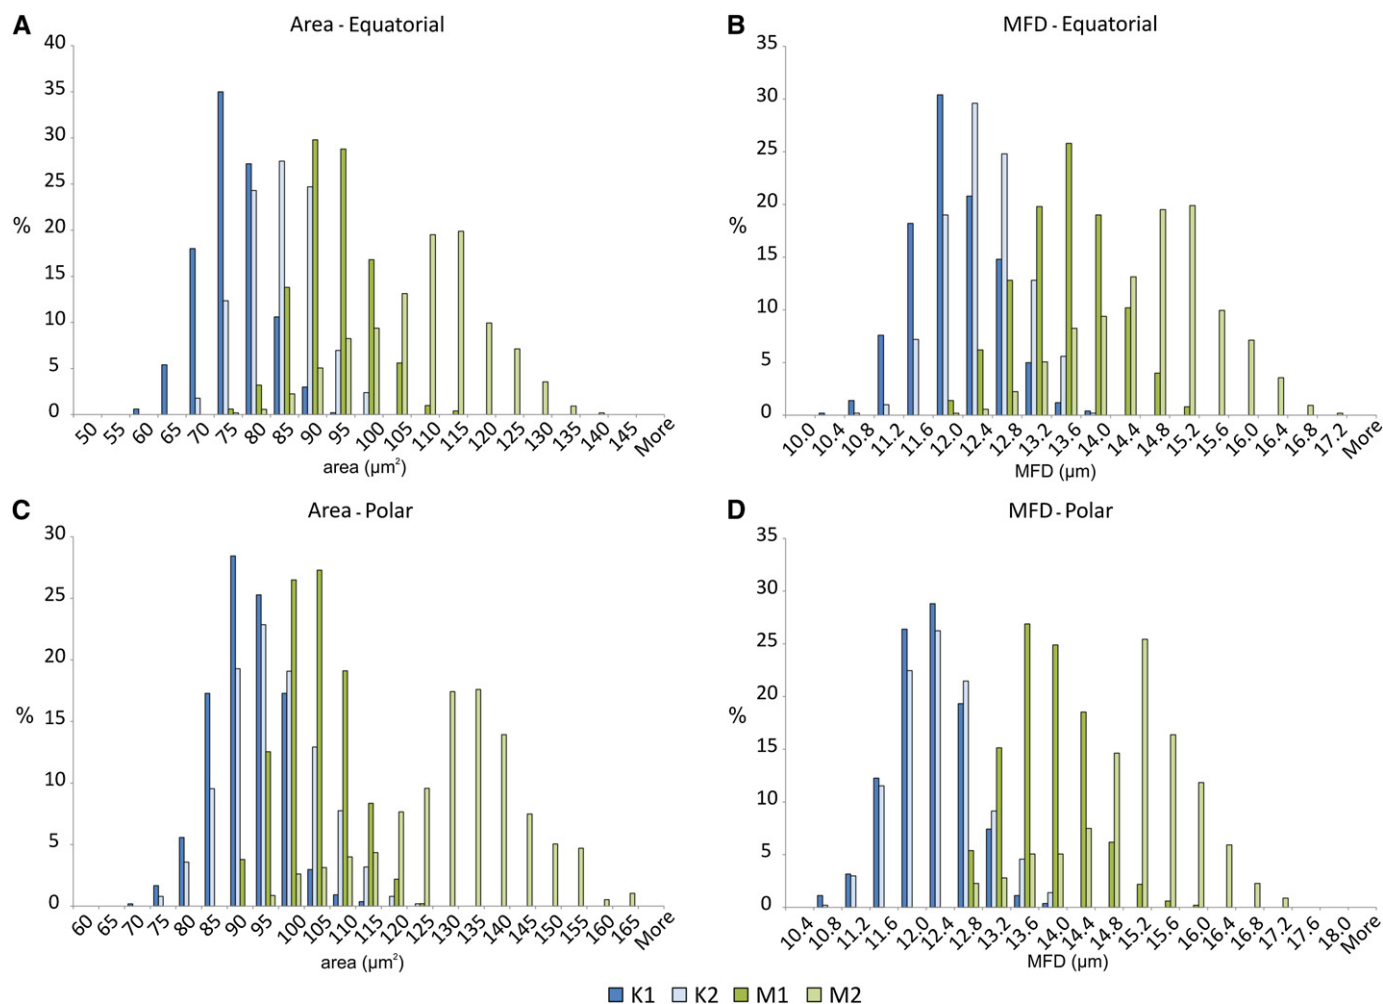 A
Area - Equatorial
40
35
30
25
20
15
10
5
0
%
50 55 60 65 70 75 80 85 90 95 100 105 110 115 120 125 130 135 140 145 More
area (µm²)
B
MFD - Equatorial
35
30
25
20
15
10
5
0
%
10.0 10.4 10.8 11.2 11.6 12.0 12.4 12.8 13.2 13.6 14.0 14.4 14.8 15.2 15.6 16.0 16.4 16.8 17.2 More
MFD (µm)
C
Area - Polar
30
25
20
15
10
5
0
%
60 65 70 75 80 85 90 95 100 105 110 115 120 125 130 135 140 145 150 155 160 165 More
area (µm²)
D
MFD - Polar
35
30
25
20
15
10
5
0
%
10.4 10.8 11.2 11.6 12.0 12.4 12.8 13.2 13.6 14.0 14.4 14.8 15.2 15.6 16.0 16.4 16.8 17.2 17.6 18.0 More
MFD (µm)
K1 K2 M1 M2